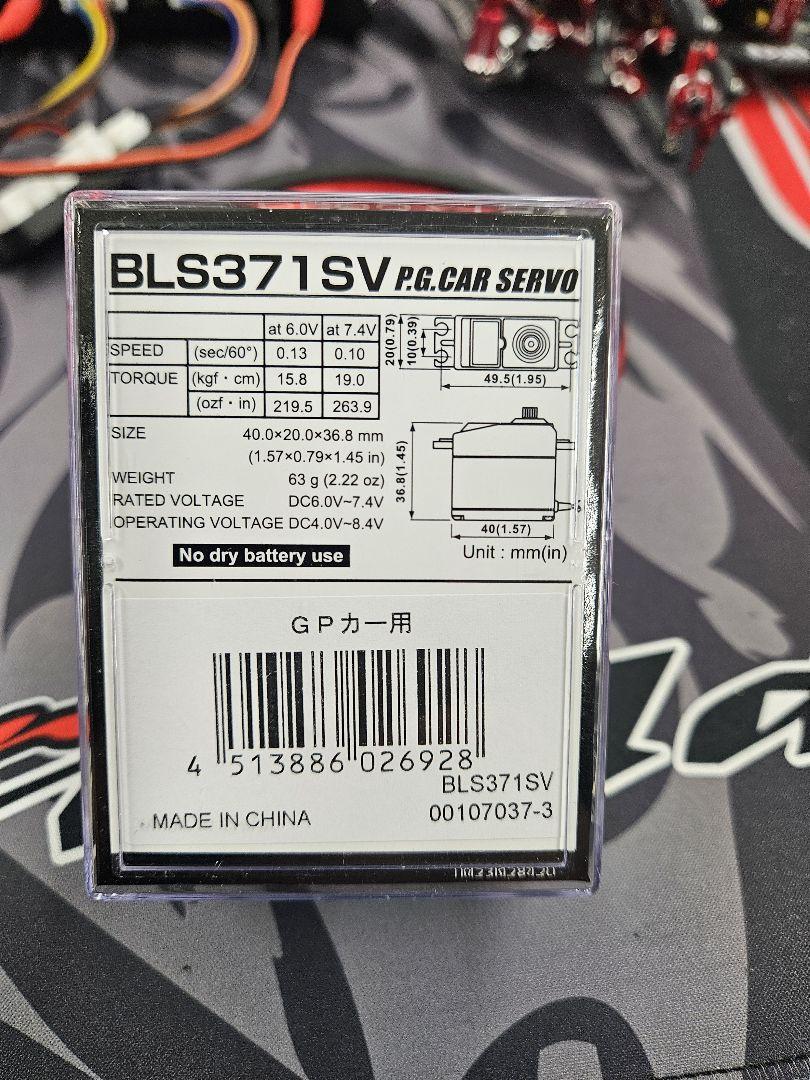 BLS371SV P.G.CAR SERVO
at 6.0V at 7.4V
SPEED (sec/60°) 0.13 0.10
TORQUE (kgf・cm) 15.8 19.0
(ozf・in) 219.5 263.9
20(0.79)
10(0.39)
49.5(1.95)
SIZE 40.0×20.0×36.8 mm
(1.57×0.79×1.45 in)
WEIGHT 63 g (2.22 oz)
RATED VOLTAGE DC6.0V~7.4V
OPERATING VOLTAGE DC4.0V~8.4V
36.8(1.45)
40(1.57)
No dry battery use
Unit : mm(in)
GPカー用
4 513886 026928
BLS371SV
MADE IN CHINA 00107037-3